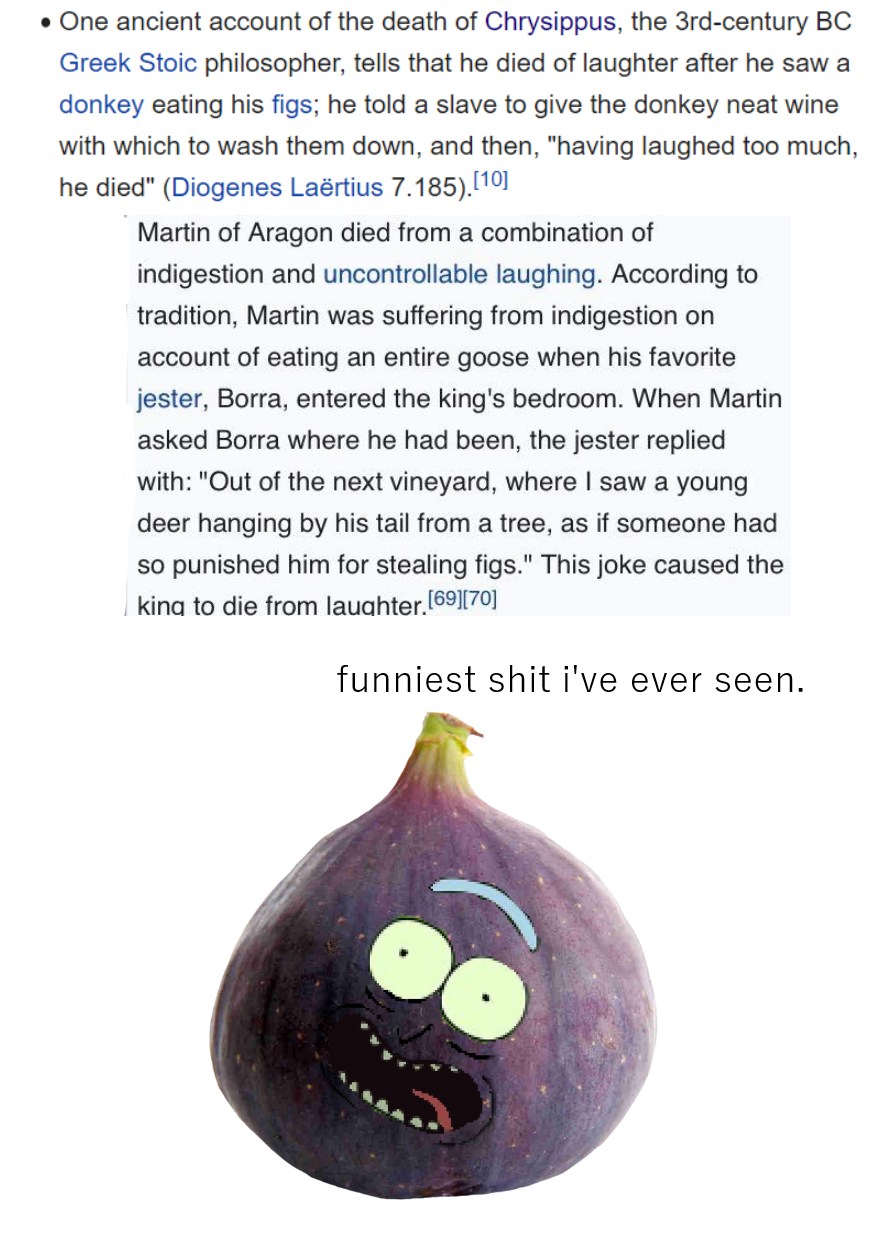 • One ancient account of the death of Chrysippus, the 3rd-century BC
Greek Stoic philosopher, tells that he died of laughter after he saw a
donkey eating his figs; he told a slave to give the donkey neat wine
with which to wash them down, and then, "having laughed too much,
he died" (Diogenes Laërtius 7.185).[10]
Martin of Aragon died from a combination of
indigestion and uncontrollable laughing. According to
tradition, Martin was suffering from indigestion on
account of eating an entire goose when his favorite
jester, Borra, entered the king's bedroom. When Martin
asked Borra where he had been, the jester replied
with: "Out of the next vineyard, where I saw a young
deer hanging by his tail from a tree, as if someone had
so punished him for stealing figs." This joke caused the
king to die from laughter.[69][70]
funniest shit i've ever seen.